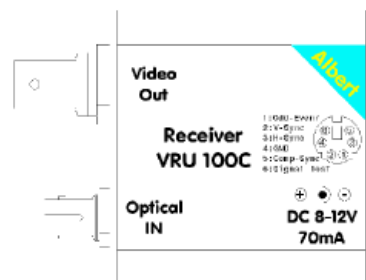 Albert
Video
Out
1:Odd-Even
2:V-Sync
3:H-Sync
4:GND
5:Comp-Sync
6:Signal
Receiver
VRU 100C
Optical
IN
DC 8-12V
70mA